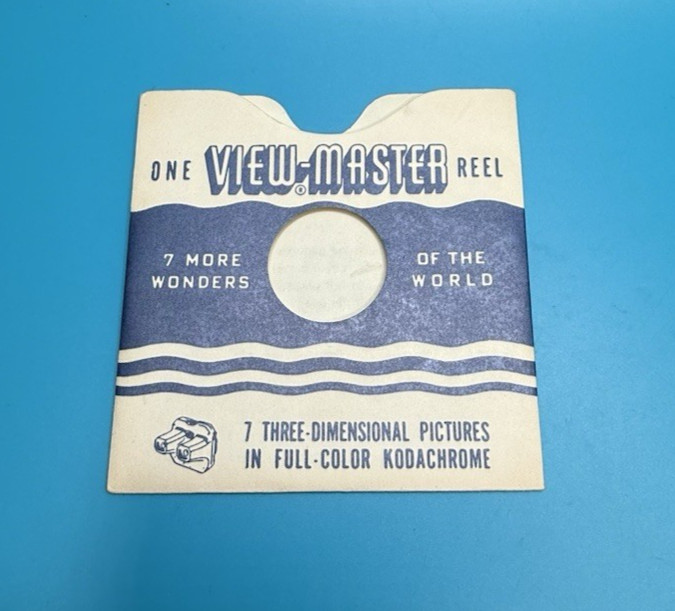 ONE VIEW-MASTER® REEL
7 MORE OF THE
WONDERS WORLD
7 THREE-DIMENSIONAL PICTURES
IN FULL-COLOR KODACHROME